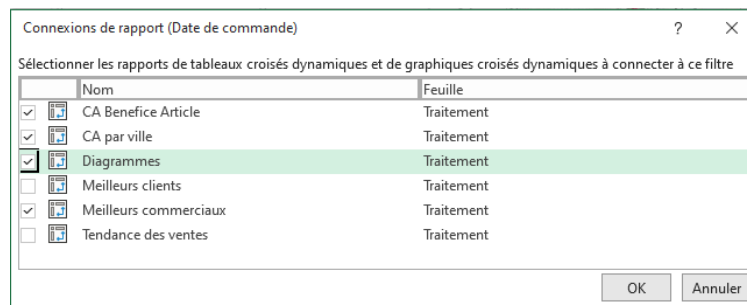 Connexions de rapport (Date de commande) ? ×
Sélectionner les rapports de tableaux croisés dynamiques et de graphiques croisés dynamiques à connecter à ce filtre
Nom Feuille
CA Benefice Article Traitement
CA par ville Traitement
Diagrammes Traitement
Meilleurs clients Traitement
Meilleurs commerciaux Traitement
Tendance des ventes Traitement
OK Annuler